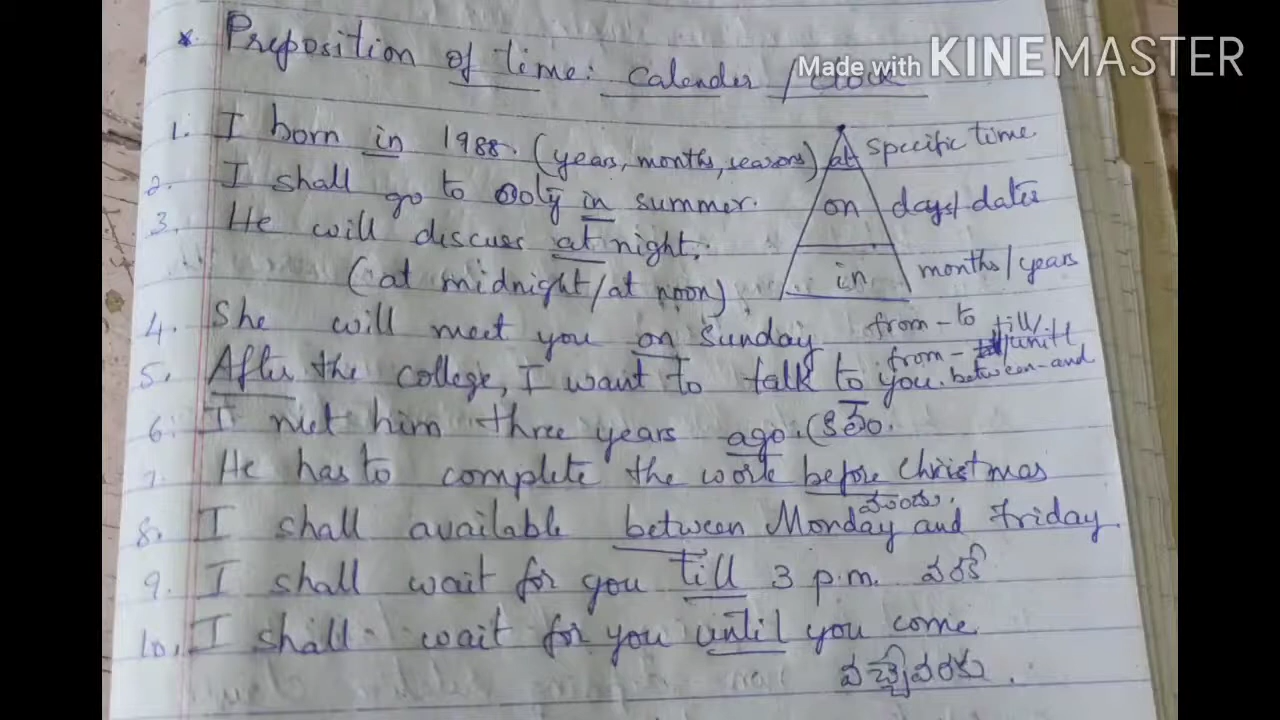 * Preposition of time: Calender / Clock
Made with KINEMASTER
1. I born in 1988. (years, months, seasons) at specific time
2. I shall go to ooty in summer. on days/dates
3. He will discuss at night.
(at midnight/at noon) in months/years
4. She will meet you on Sunday from - to
from - till/until
5. After the college, I want to talk to you. between-and
6. I met him three years ago. (క్రితం.
7. He has to complete the work before Christmas
ముందు.
8. I shall available between Monday and Friday.
9. I shall wait for you till 3 p.m. వరకే
10. I shall wait for you until you come
వచ్చేవరకు.